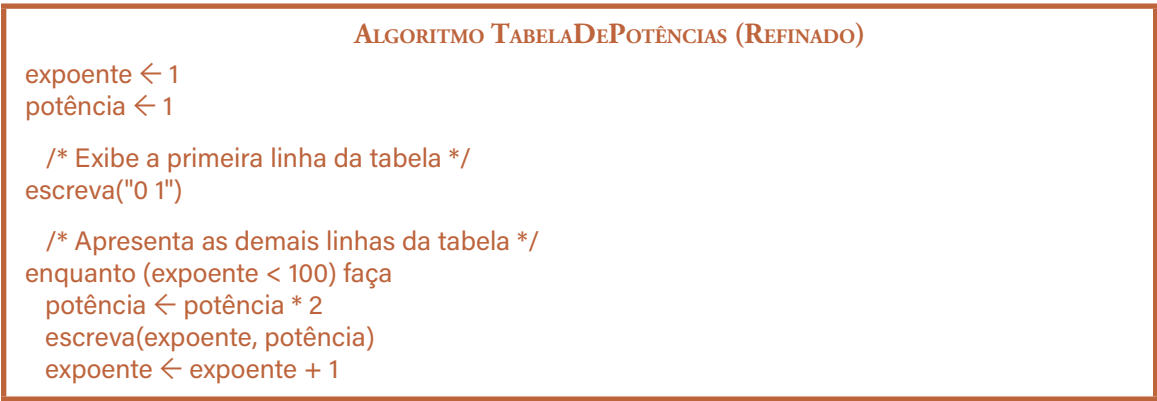 Algoritmo TabelaDePotências (Refinado)
expoente ← 1
potência ← 1
/* Exibe a primeira linha da tabela */
escreva("0 1")
/* Apresenta as demais linhas da tabela */
enquanto (expoente < 100) faça
potência ← potência * 2
escreva(expoente, potência)
expoente ← expoente + 1